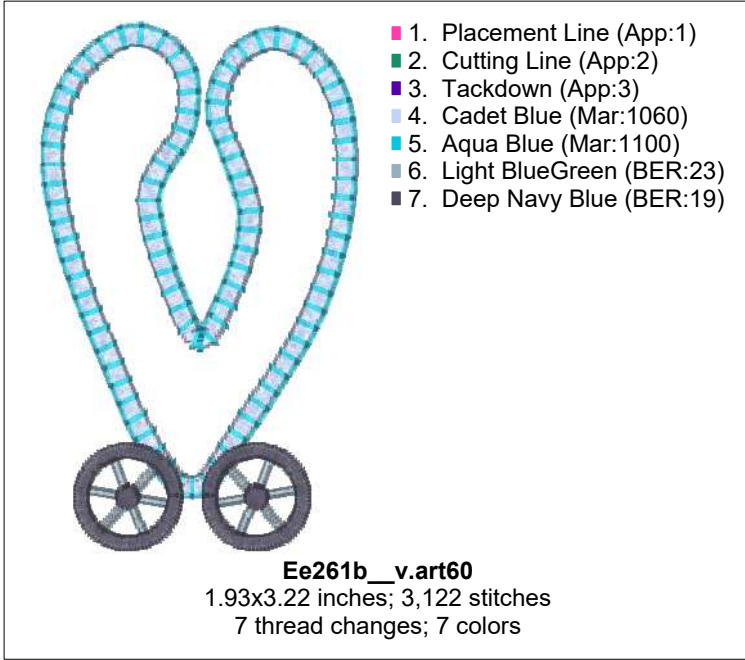 1. Placement Line (App:1)
2. Cutting Line (App:2)
3. Tackdown (App:3)
4. Cadet Blue (Mar:1060)
5. Aqua Blue (Mar:1100)
6. Light BlueGreen (BER:23)
7. Deep Navy Blue (BER:19)
Ee261b__v.art60
1.93x3.22 inches; 3,122 stitches
7 thread changes; 7 colors